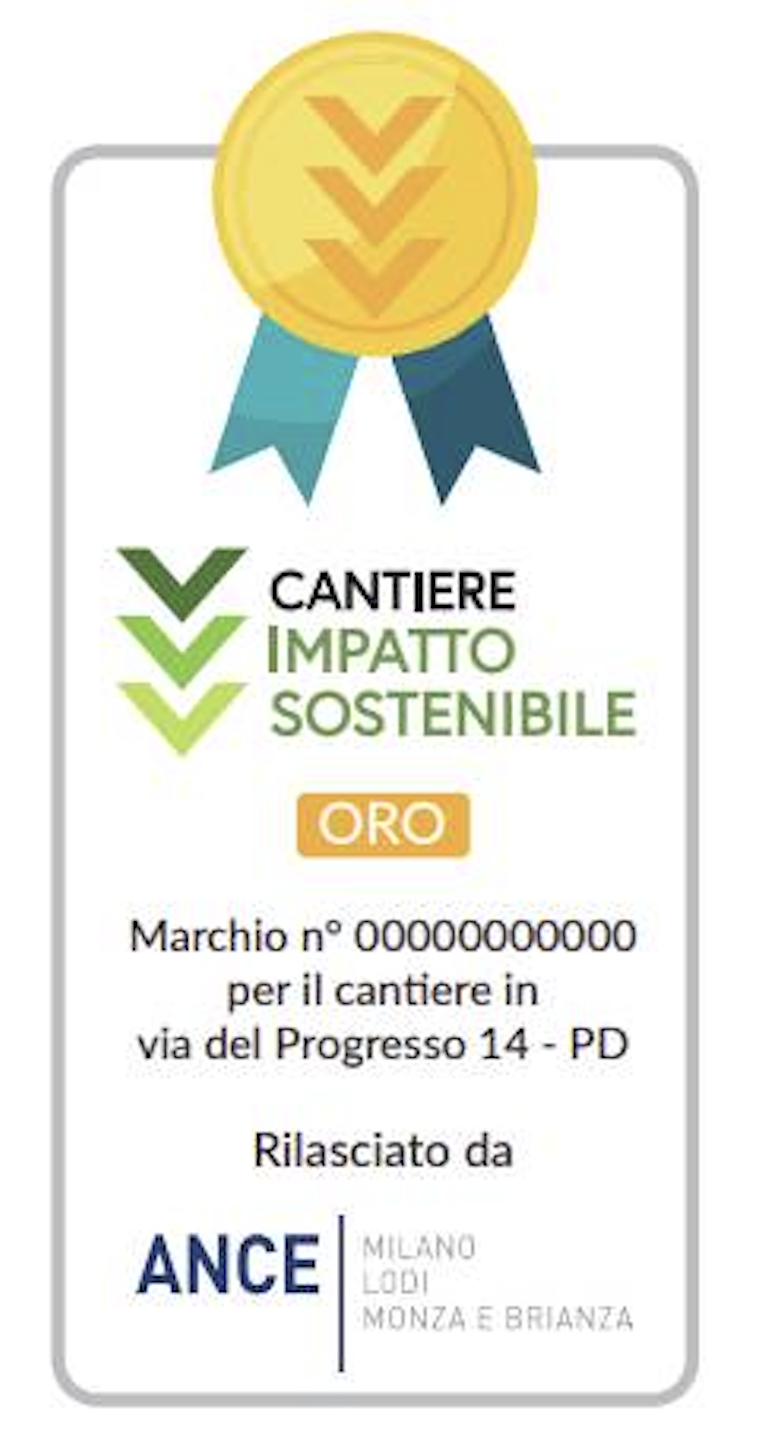 CANTIERE
IMPATTO
SOSTENIBILE
ORO
Marchio n° 00000000000
per il cantiere in
via del Progresso 14 - PD
Rilasciato da
ANCE
MILANO
LODI
MONZA E BRIANZA